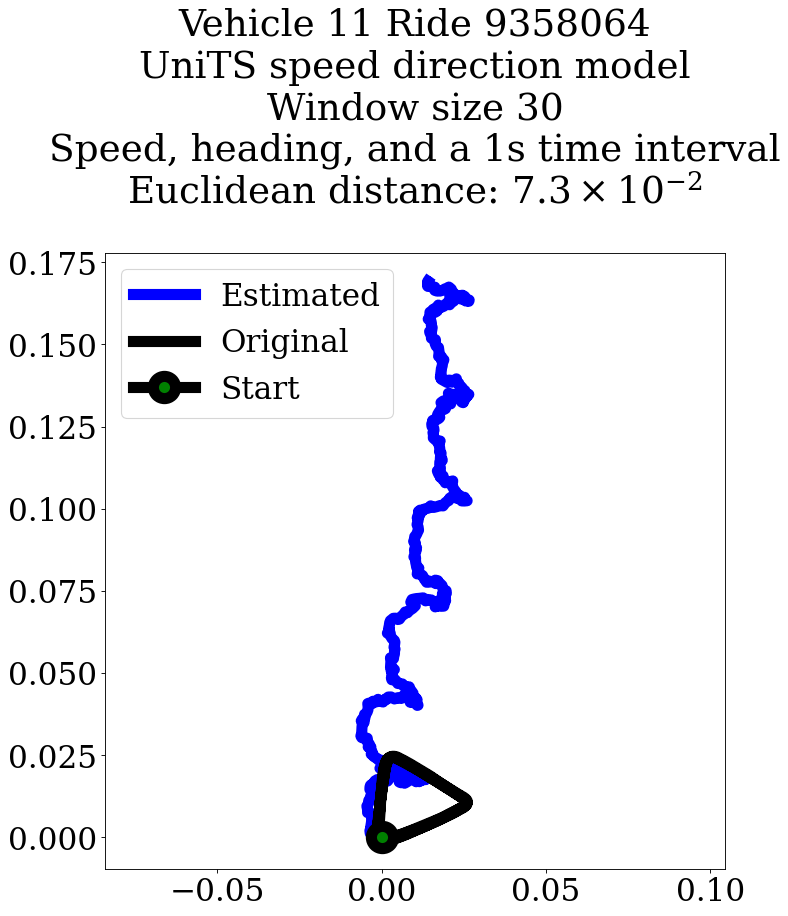 Vehicle 11 Ride 9358064
UniTS speed direction model
Window size 30
Speed, heading, and a 1s time interval
Euclidean distance: 7.3 × 10⁻²
Estimated
Original
Start
0.175
0.150
0.125
0.100
0.075
0.050
0.025
0.000
−0.05
0.00
0.05
0.10